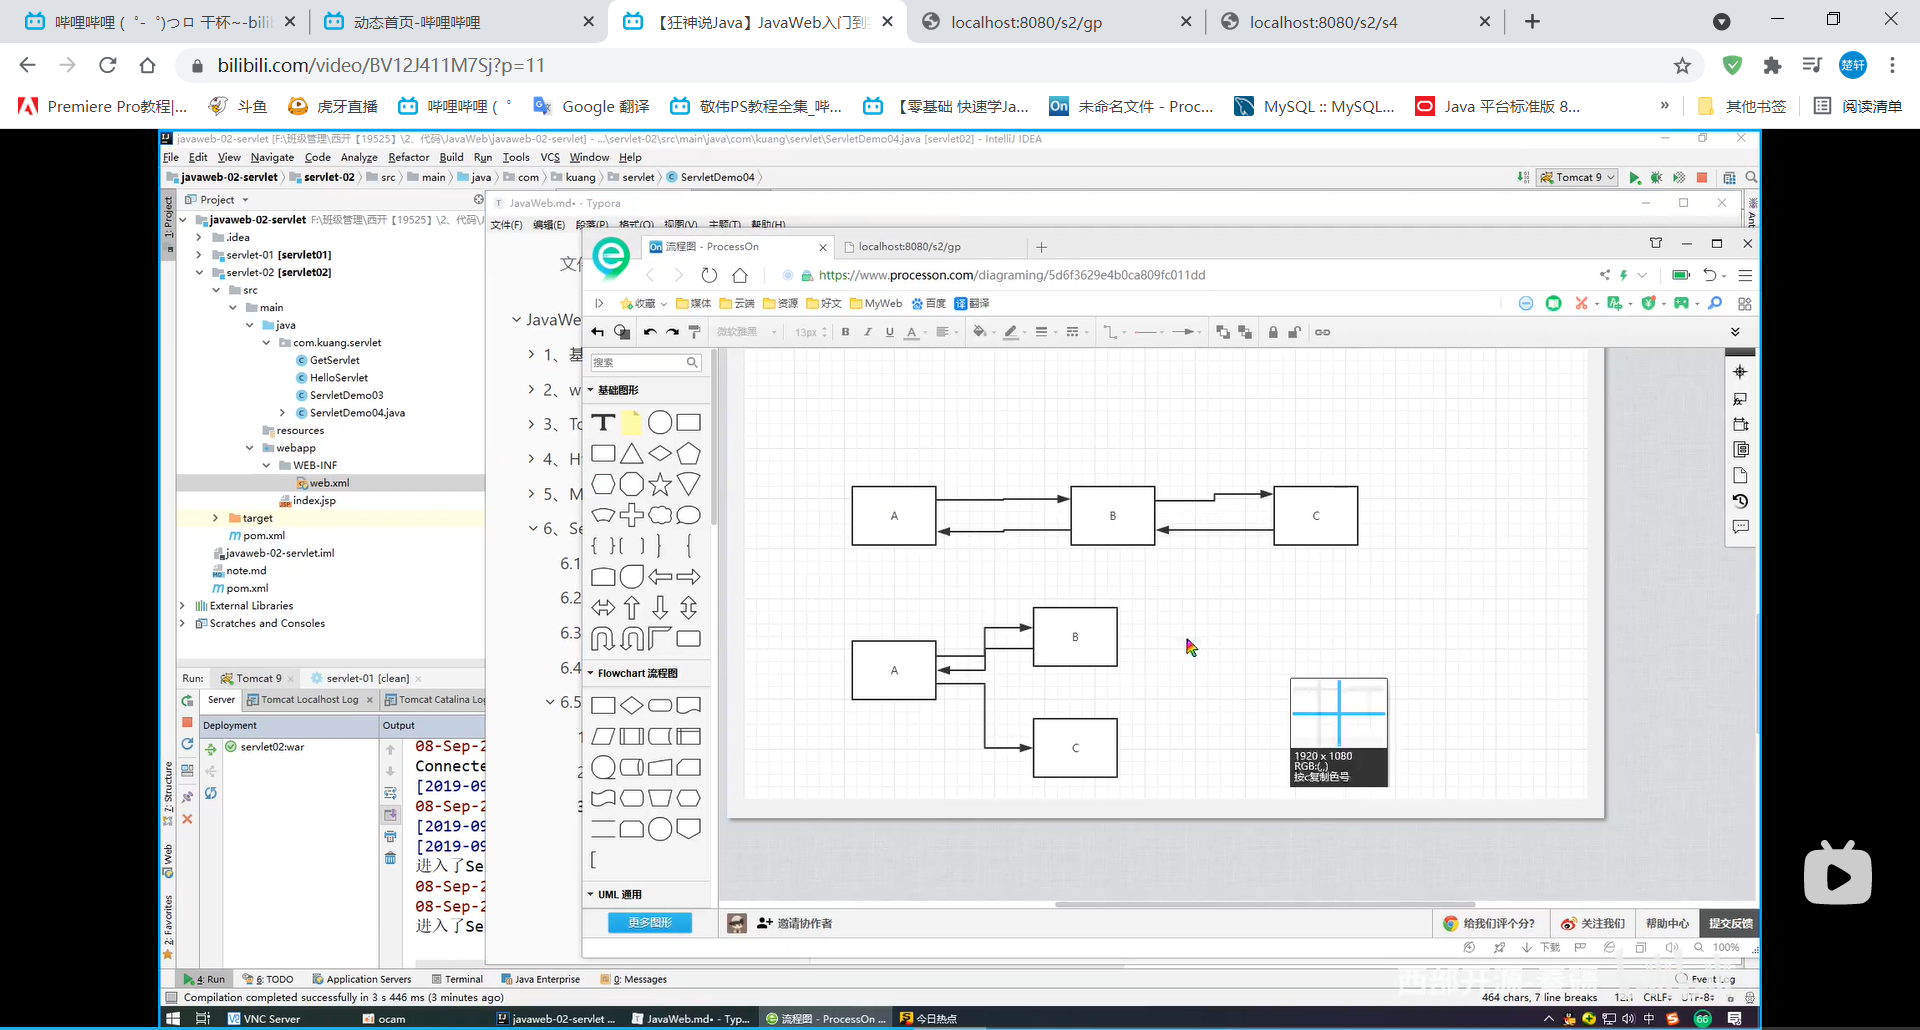 哔哩哔哩 (゜-゜)つロ 干杯~-bili
动态首页-哔哩哔哩
【狂神说Java】JavaWeb入门到
localhost:8080/s2/gp
localhost:8080/s2/s4
bilibili.com/video/BV12J411M7Sj?p=11
楚轩
Premiere Pro教程|...
斗鱼
虎牙直播
哔哩哔哩 (゜
Google 翻译
敬伟PS教程全集_哔...
【零基础 快速学Ja...
未命名文件 - Proc...
MySQL :: MySQL...
Java 平台标准版 8...
»
其他书签
阅读清单
javaweb-02-servlet [F:\班级管理\西开【19525】\2、代码\JavaWeb\javaweb-02-servlet] - ...\servlet-02\src\main\java\com\kuang\servlet\ServletDemo04.java [servlet02] - IntelliJ IDEA
File Edit View Navigate Code Analyze Refactor Build Run Tools VCS Window Help
javaweb-02-servlet servlet-02 src main java com kuang servlet ServletDemo04
Tomcat 9
1: Project
Project
javaweb-02-servlet F:\班级管理\西开【19525】\2、代码\J
.idea
servlet-01 [servlet01]
servlet-02 [servlet02]
src
main
java
com.kuang.servlet
GetServlet
HelloServlet
ServletDemo03
ServletDemo04.java
resources
webapp
WEB-INF
web.xml
index.jsp
target
pom.xml
javaweb-02-servlet.iml
note.md
pom.xml
External Libraries
Scratches and Consoles
Ant
JavaWeb.md• - Typora
文件(F) 编辑(E) 段落(P) 格式(O) 视图(V) 主题(T) 帮助(H)
JavaWe
1、基
2、w
3、To
4、H
5、M
6、Se
6.1
6.2
6.3
6.4
6.5
流程图 - ProcessOn
localhost:8080/s2/gp
https://www.processon.com/diagraming/5d6f3629e4b0ca809fc011dd
收藏 媒体 云端 资源 好文 MyWeb 百度 翻译
微软雅黑 13px B I U A
搜索
基础图形
T
Flowchart 流程图
UML 通用
更多图形
A
B
C
A
B
C
1920 x 1080
RGB:(,,)
按c复制色号
邀请协作者
给我们评个分?
关注我们
帮助中心
提交反馈
下载
100%
Run: Tomcat 9 servlet-01 [clean]
Server Tomcat Localhost Log Tomcat Catalina Log
Deployment Output
servlet02:war
08-Sep-2
Connecte
[2019-09
08-Sep-2
[2019-09
[2019-09
进入了Se
08-Sep-2
08-Sep-2
进入了Se
7: Structure
Web
2: Favorites
4: Run 6: TODO Application Servers Terminal Java Enterprise 0: Messages
Event Log
Compilation completed successfully in 3 s 446 ms (3 minutes ago)
464 chars, 7 line breaks 12:1 CRLF UTF-8
VNC Server
ocam
javaweb-02-servlet ...
JavaWeb.md• - Typ...
流程图 - ProcessOn ...
今日热点
中
66